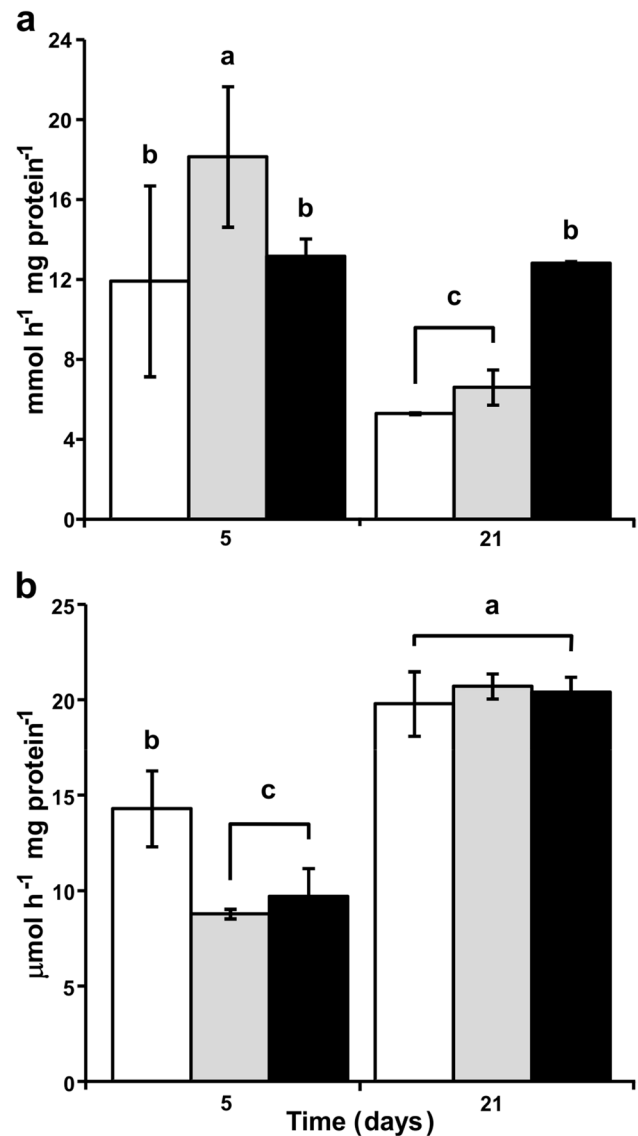 a
24
20
16
12
8
4
0
mmol h⁻¹ mg protein⁻¹
b
a
b
c
b
5 21
b
25
20
15
10
5
0
μmol h⁻¹ mg protein⁻¹
b
c
a
5 21
Time (days)